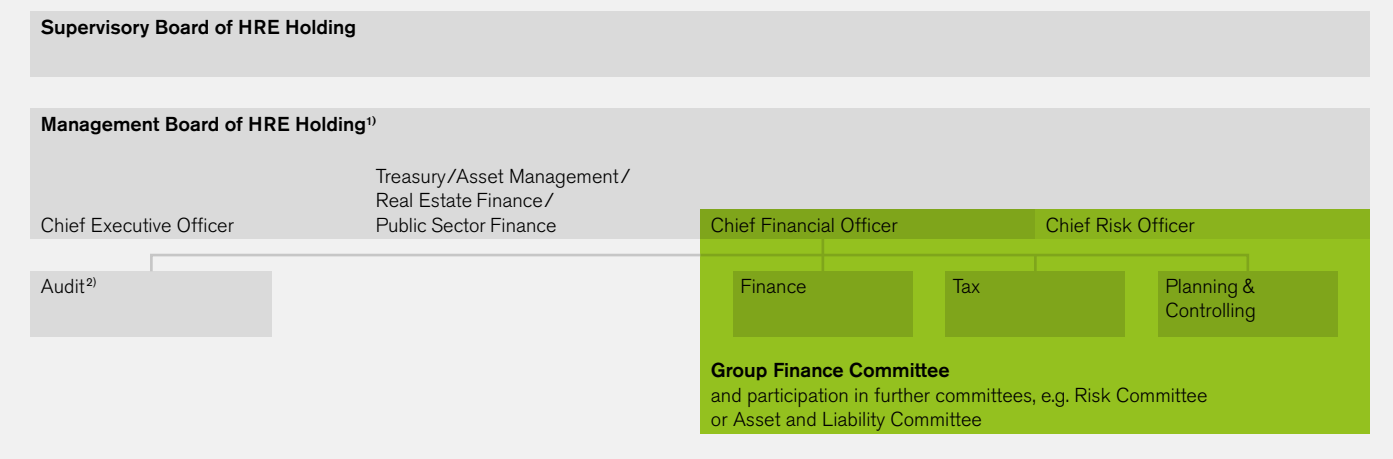 Supervisory Board of HRE Holding
Management Board of HRE Holding¹⁾
Chief Executive Officer
Treasury/Asset Management/
Real Estate Finance/
Public Sector Finance
Chief Financial Officer
Chief Risk Officer
Audit²⁾
Finance
Tax
Planning &
Controlling
Group Finance Committee
and participation in further committees, e.g. Risk Committee
or Asset and Liability Committee